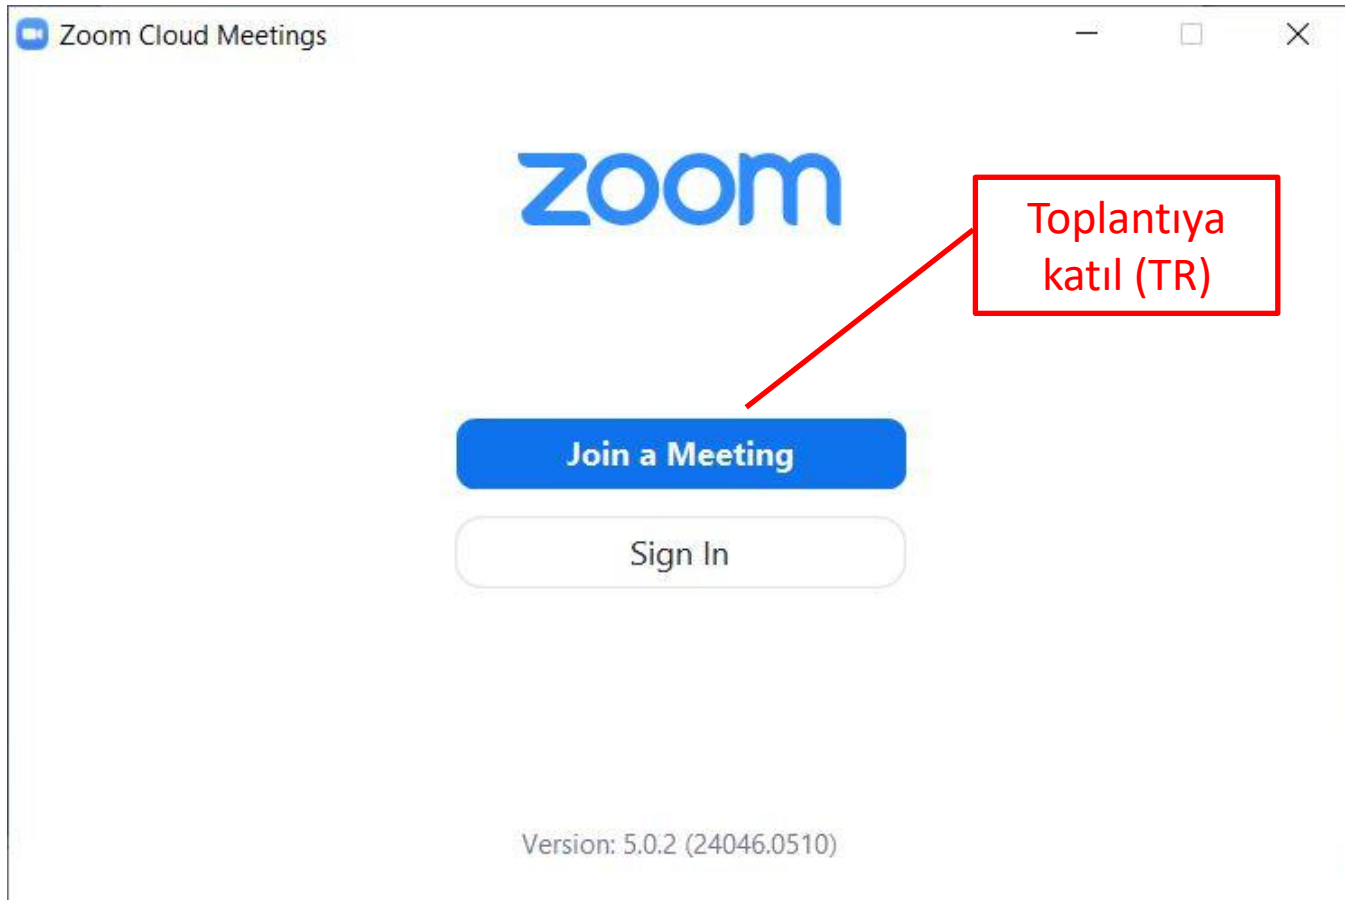 Zoom Cloud Meetings
zoom
Toplantıya
katıl (TR)
Join a Meeting
Sign In
Version: 5.0.2 (24046.0510)